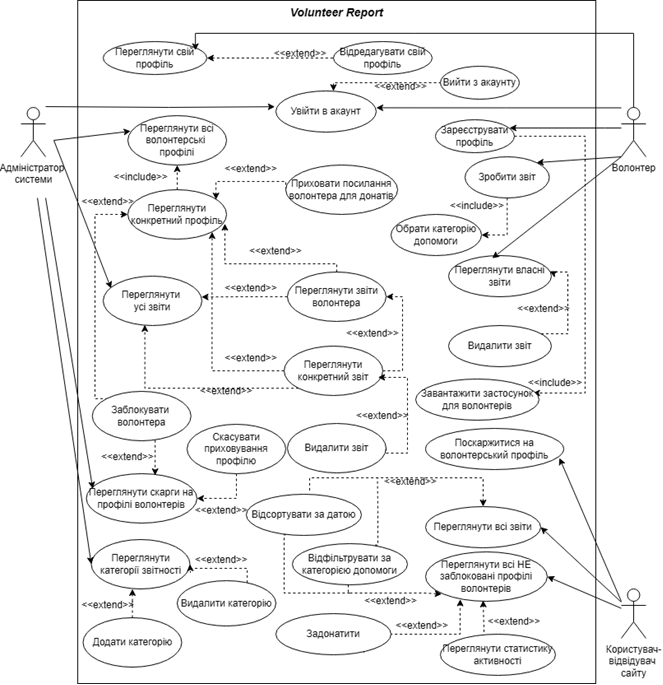 Volunteer Report
Переглянути свій
профіль
<<extend>>
Відредагувати свій
профіль
Вийти з акаунту
<<extend>>
Увійти в акаунт
Адміністратор
системи
Волонтер
Переглянути всі
волонтерські
профілі
Зареєструвати
профіль
<<include>>
<<extend>>
Зробити звіт
<<extend>>
Приховати посилання
волонтера для донатів
Переглянути
конкретний профіль
<<include>>
Обрати категорію
допомоги
<<extend>>
Переглянути власні
звіти
Переглянути
усі звіти
<<extend>>
Переглянути звіти
волонтера
<<extend>>
<<extend>>
Видалити звіт
<<extend>>
Переглянути
конкретний звіт
<<extend>>
<<include>>
Завантажити застосунок
для волонтерів
Заблокувати
волонтера
<<extend>>
Скасувати
приховування
профілю
Видалити звіт
Поскаржитися на
волонтерський профіль
<<extend>>
Переглянути скарги на
профілі волонтерів
<<extend>>
<<extend>>
Відсортувати за датою
Переглянути всі звіти
Переглянути
категорії звітності
<<extend>>
Відфільтрувати за
категорією допомоги
Переглянути всі НЕ
заблоковані профілі
волонтерів
Видалити категорію
<<extend>>
<<extend>>
Додати категорію
Задонатити
<<extend>>
<<extend>>
Переглянути статистику
активності
Користувач-
відвідувач
сайту